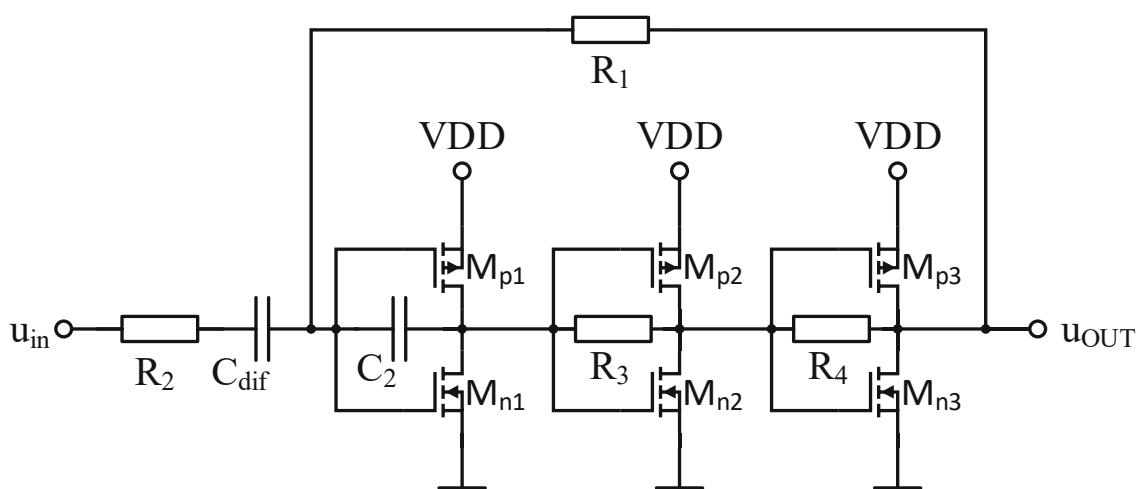 R1
VDD VDD VDD
Mp1 Mp2 Mp3
uin uOUT
R2 Cdif C2 R3 R4
Mn1 Mn2 Mn3